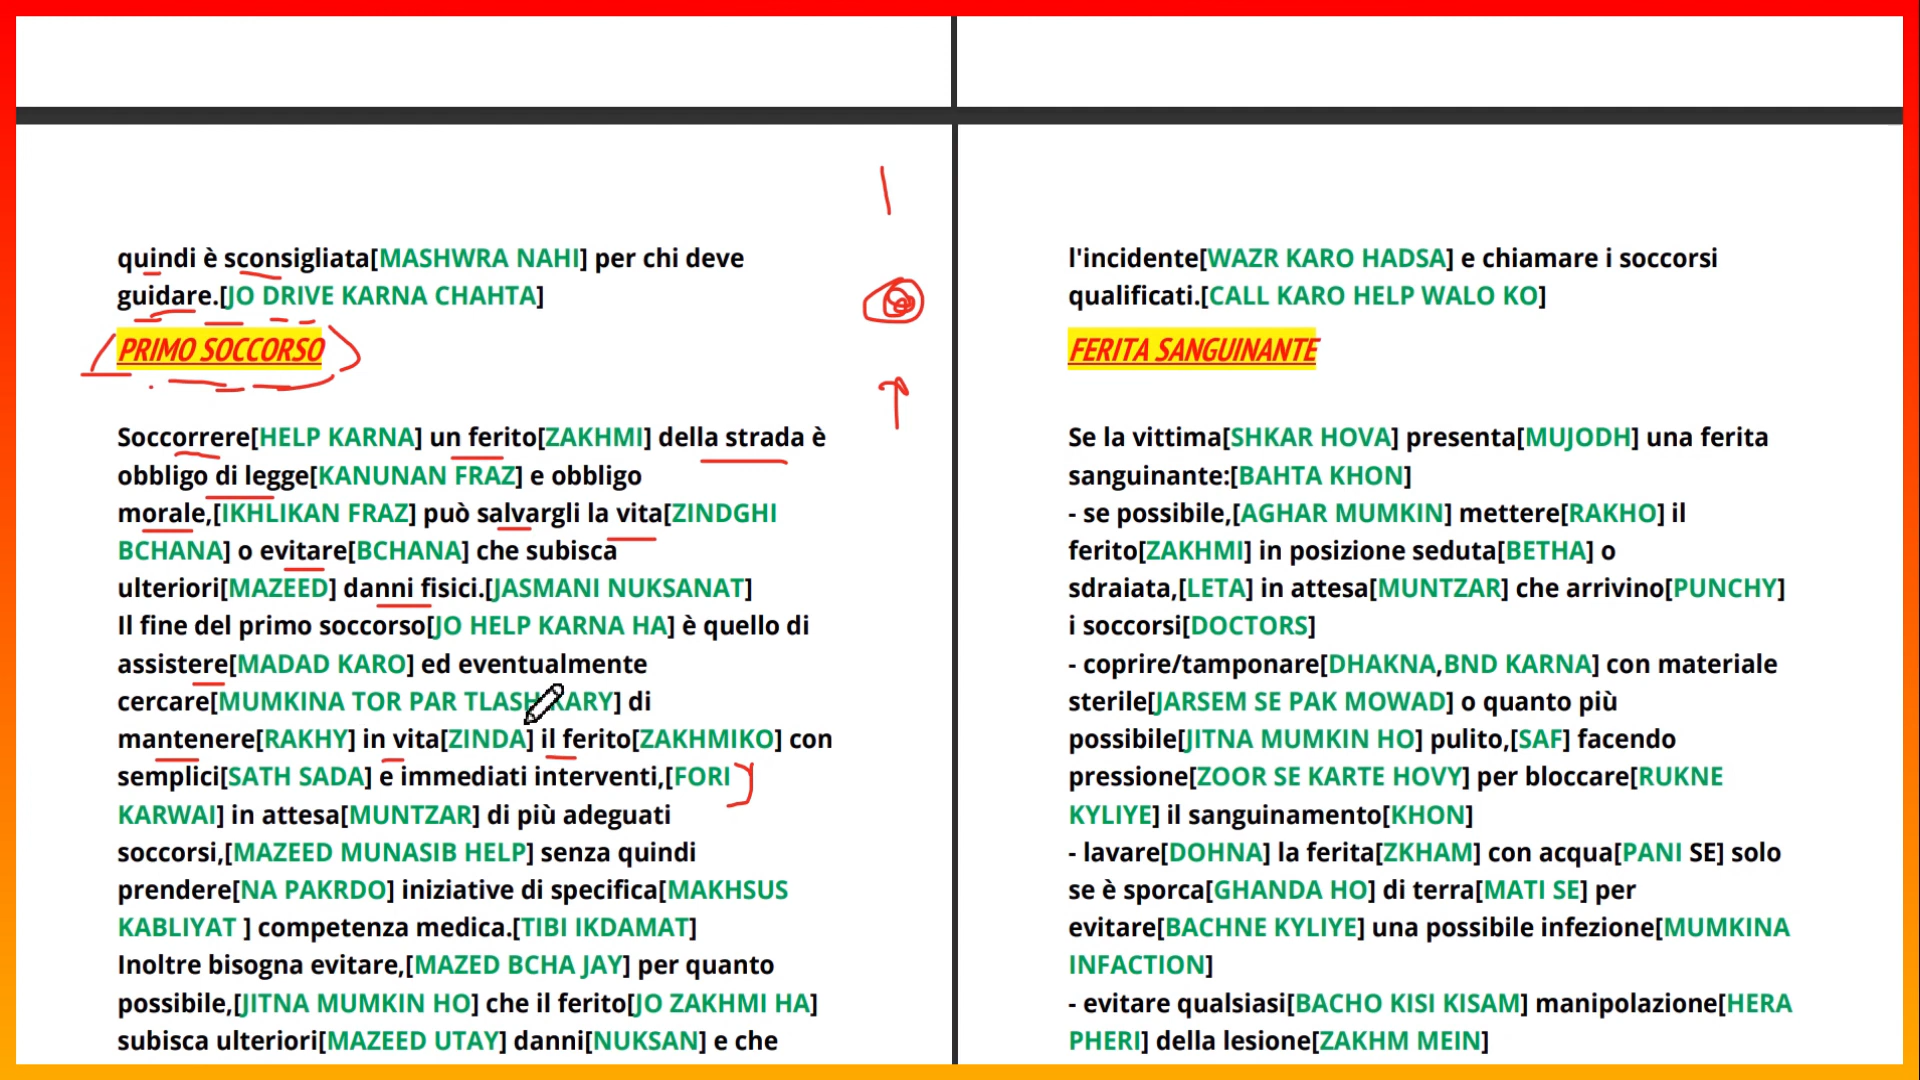 quindi è sconsigliata[MASHWRA NAHI] per chi deve
guidare.[JO DRIVE KARNA CHAHTA]
PRIMO SOCCORSO
Soccorrere[HELP KARNA] un ferito[ZAKHMI] della strada è
obbligo di legge[KANUNAN FRAZ] e obbligo
morale,[IKHLIKAN FRAZ] può salvargli la vita[ZINDGHI
BCHANA] o evitare[BCHANA] che subisca
ulteriori[MAZEED] danni fisici.[JASMANI NUKSANAT]
Il fine del primo soccorso[JO HELP KARNA HA] è quello di
assistere[MADAD KARO] ed eventualmente
cercare[MUMKINA TOR PAR TLASH KARY] di
mantenere[RAKHY] in vita[ZINDA] il ferito[ZAKHMIKO] con
semplici[SATH SADA] e immediati interventi,[FORI
KARWAI] in attesa[MUNTZAR] di più adeguati
soccorsi,[MAZEED MUNASIB HELP] senza quindi
prendere[NA PAKRDO] iniziative di specifica[MAKHSUS
KABLIYAT ] competenza medica.[TIBI IKDAMAT]
Inoltre bisogna evitare,[MAZED BCHA JAY] per quanto
possibile,[JITNA MUMKIN HO] che il ferito[JO ZAKHMI HA]
subisca ulteriori[MAZEED UTAY] danni[NUKSAN] e che
l'incidente[WAZR KARO HADSA] e chiamare i soccorsi
qualificati.[CALL KARO HELP WALO KO]
FERITA SANGUINANTE
Se la vittima[SHKAR HOVA] presenta[MUJODH] una ferita
sanguinante:[BAHTA KHON]
- se possibile,[AGHAR MUMKIN] mettere[RAKHO] il
ferito[ZAKHMI] in posizione seduta[BETHA] o
sdraiata,[LETA] in attesa[MUNTZAR] che arrivino[PUNCHY]
i soccorsi[DOCTORS]
- coprire/tamponare[DHAKNA,BND KARNA] con materiale
sterile[JARSEM SE PAK MOWAD] o quanto più
possibile[JITNA MUMKIN HO] pulito,[SAF] facendo
pressione[ZOOR SE KARTE HOVY] per bloccare[RUKNE
KYLIYE] il sanguinamento[KHON]
- lavare[DOHNA] la ferita[ZKHAM] con acqua[PANI SE] solo
se è sporca[GHANDA HO] di terra[MATI SE] per
evitare[BACHNE KYLIYE] una possibile infezione[MUMKINA
INFACTION]
- evitare qualsiasi[BACHO KISI KISAM] manipolazione[HERA
PHERI] della lesione[ZAKHM MEIN]